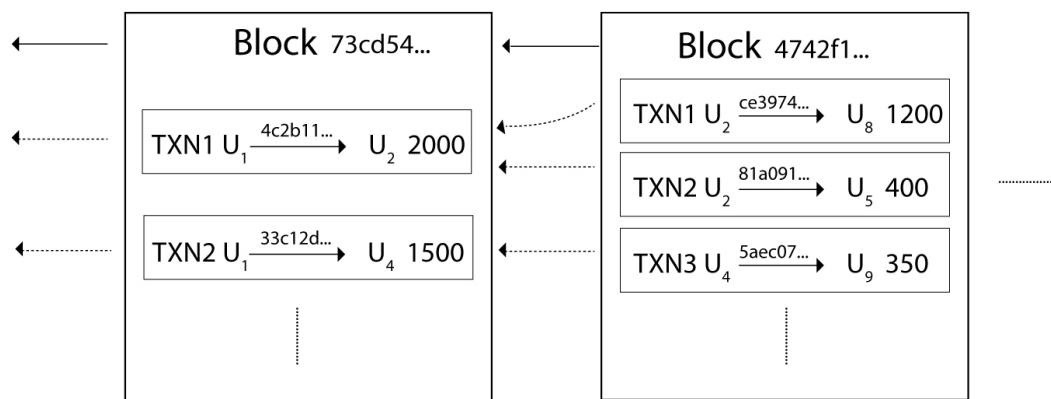 Block 73cd54...
4c2b11...
TXN1 U₁ U₂ 2000
33c12d...
TXN2 U₁ U₄ 1500
Block 4742f1...
ce3974...
TXN1 U₂ U₈ 1200
81a091...
TXN2 U₂ U₅ 400
5aec07...
TXN3 U₄ U₉ 350